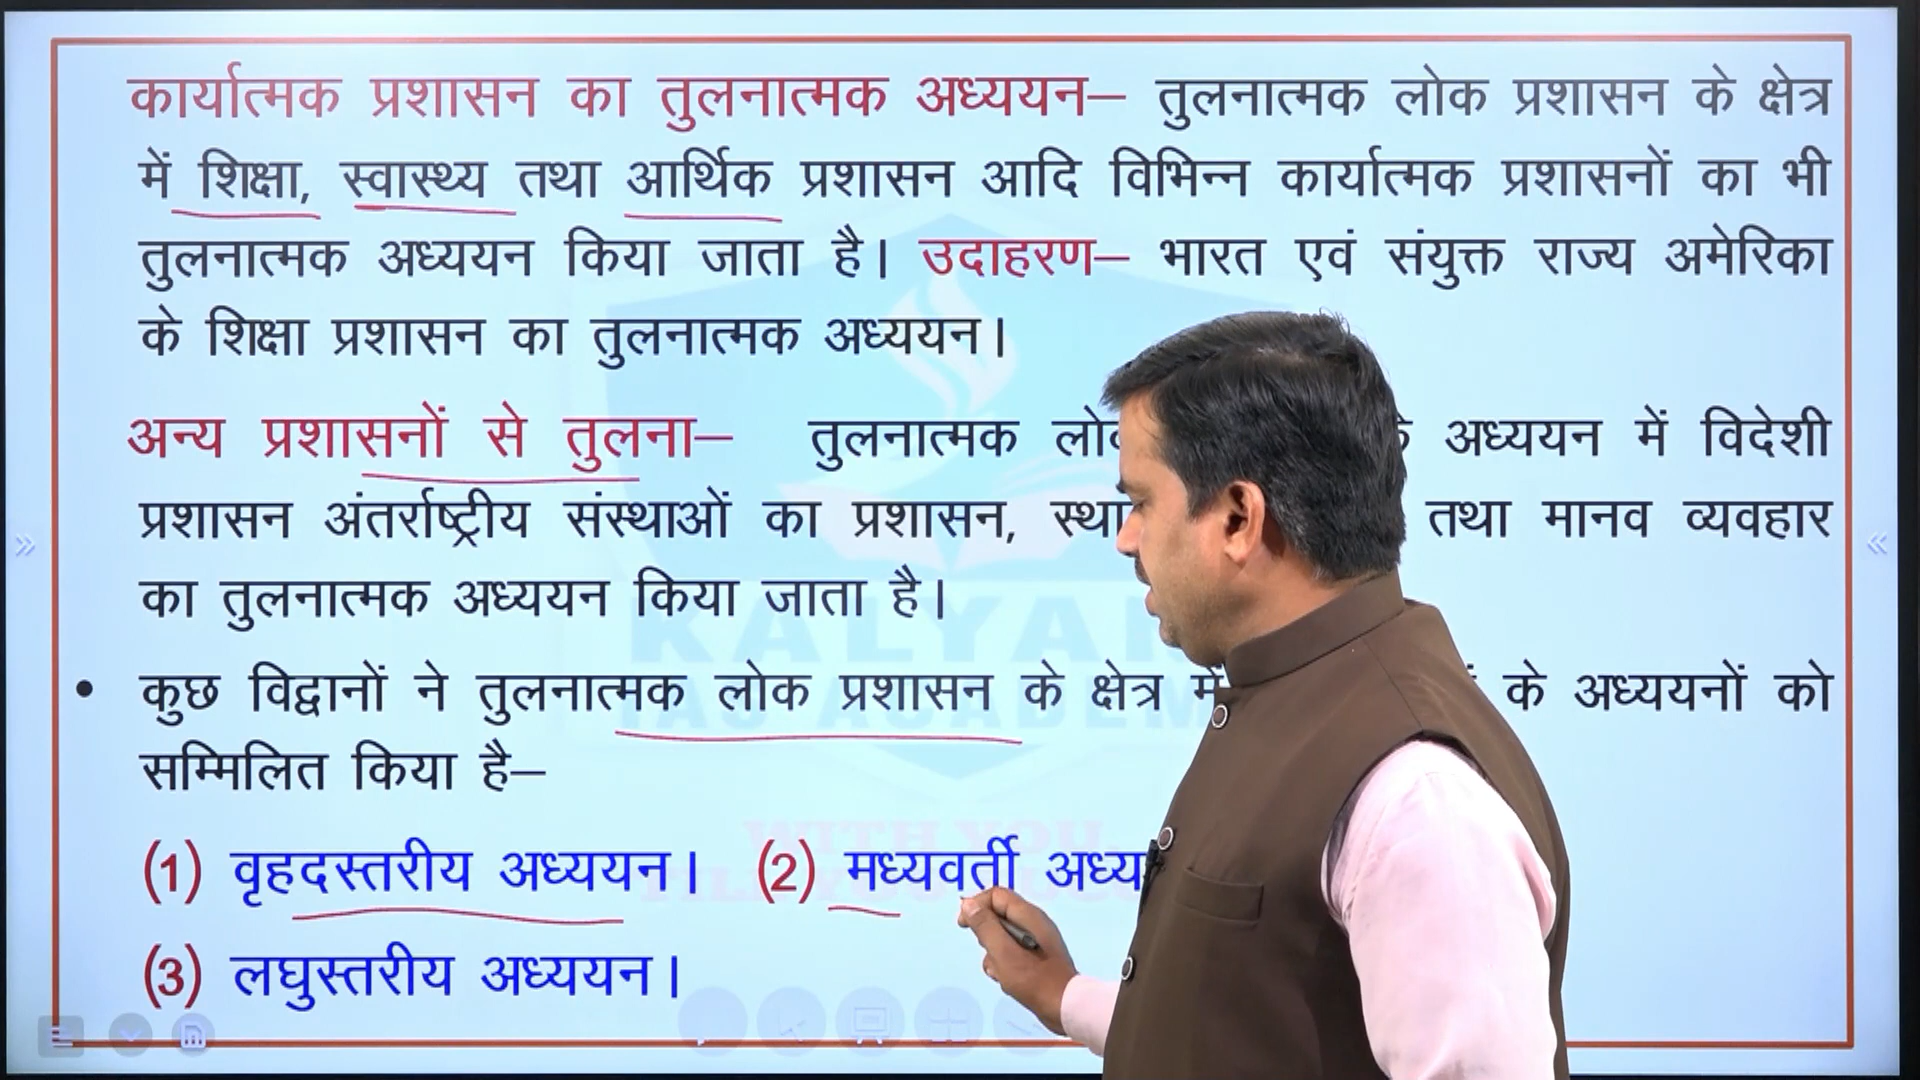 कार्यात्मक प्रशासन का तुलनात्मक अध्ययन– तुलनात्मक लोक प्रशासन के क्षेत्र
में शिक्षा, स्वास्थ्य तथा आर्थिक प्रशासन आदि विभिन्न कार्यात्मक प्रशासनों का भी
तुलनात्मक अध्ययन किया जाता है। उदाहरण– भारत एवं संयुक्त राज्य अमेरिका
के शिक्षा प्रशासन का तुलनात्मक अध्ययन।
अन्य प्रशासनों से तुलना– तुलनात्मक अध्ययन में विदेशी
प्रशासन अंतर्राष्ट्रीय संस्थाओं का प्रशासन, तथा मानव व्यवहार
का तुलनात्मक अध्ययन किया जाता है।
• कुछ विद्वानों ने तुलनात्मक लोक प्रशासन के क्षेत्र में के अध्ययनों को
सम्मिलित किया है–
(1) वृहदस्तरीय अध्ययन। (2) मध्यवर्ती
(3) लघुस्तरीय अध्ययन।